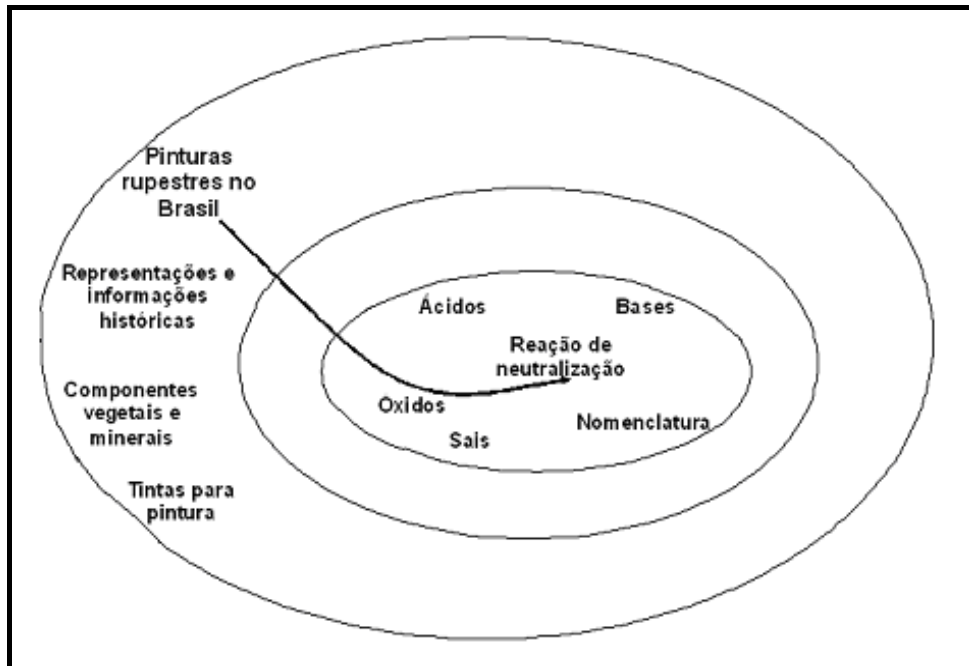 Pinturas
rupestres no
Brasil
Representações e
informações
históricas
Componentes
vegetais e
minerais
Tintas para
pintura
Ácidos
Bases
Reação de
neutralização
Óxidos
Sais
Nomenclatura